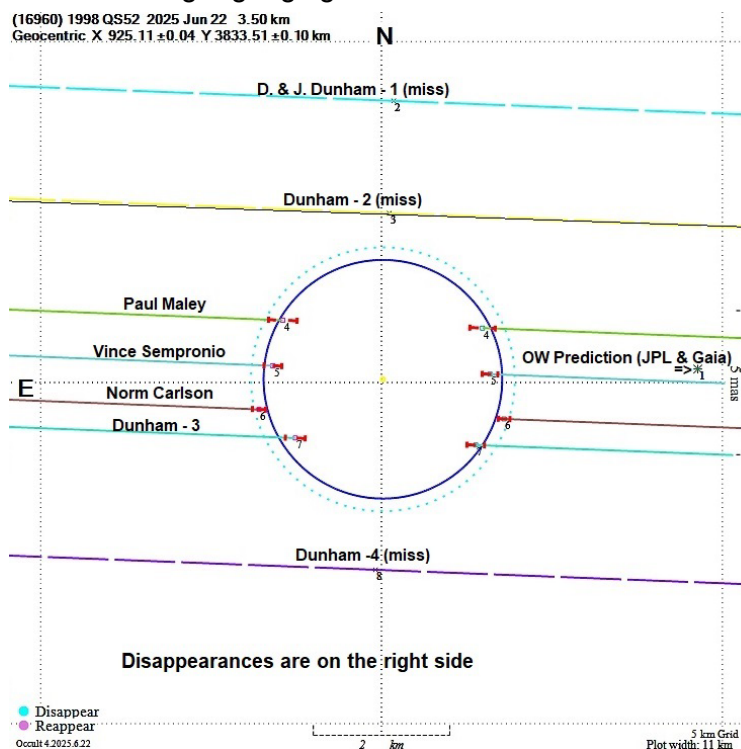 (16960) 1998 QS52 2025 Jun 22 3.50 km
Geocentric X 925.11 ±0.04 Y 3833.51 ±0.10 km
N
D. & J. Dunham - 1 (miss)
2
Dunham - 2 (miss)
3
Paul Maley
4
4
Vince Sempronio
5
5
OW Prediction (JPL & Gaia)
=>*1
5 mas
E
Norm Carlson
6
6
Dunham - 3
7
7
Dunham -4 (miss)
8
Disappearances are on the right side
Disappear
Reappear
Occult 4.2025.6.22
2 km
5 km Grid
Plot width: 11 km